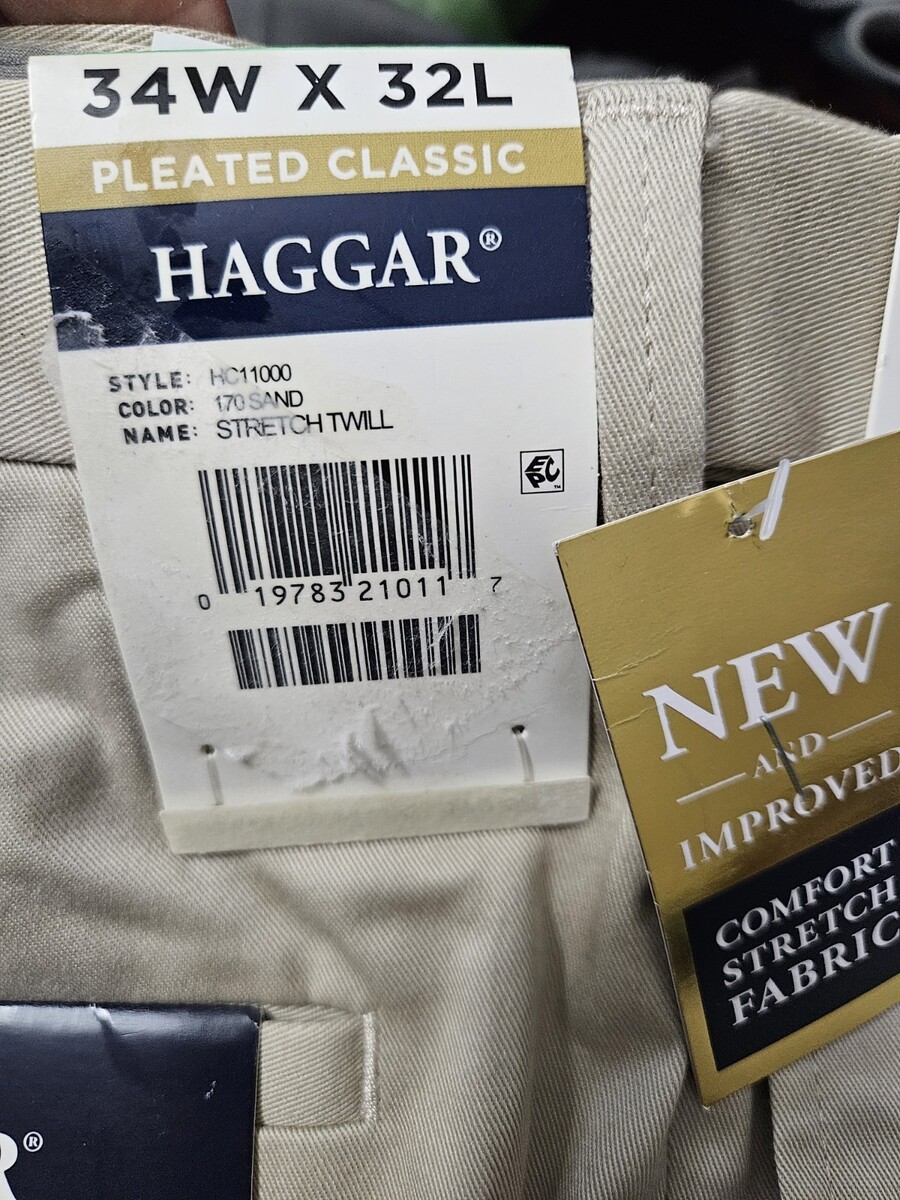 34W X 32L
PLEATED CLASSIC
HAGGAR®
STYLE: HC11000
COLOR: 170 SAND
NAME: STRETCH TWILL
EPC™
0 19783 21011 7
NEW
AND
IMPROVED
COMFORT
STRETCH
FABRIC
R®